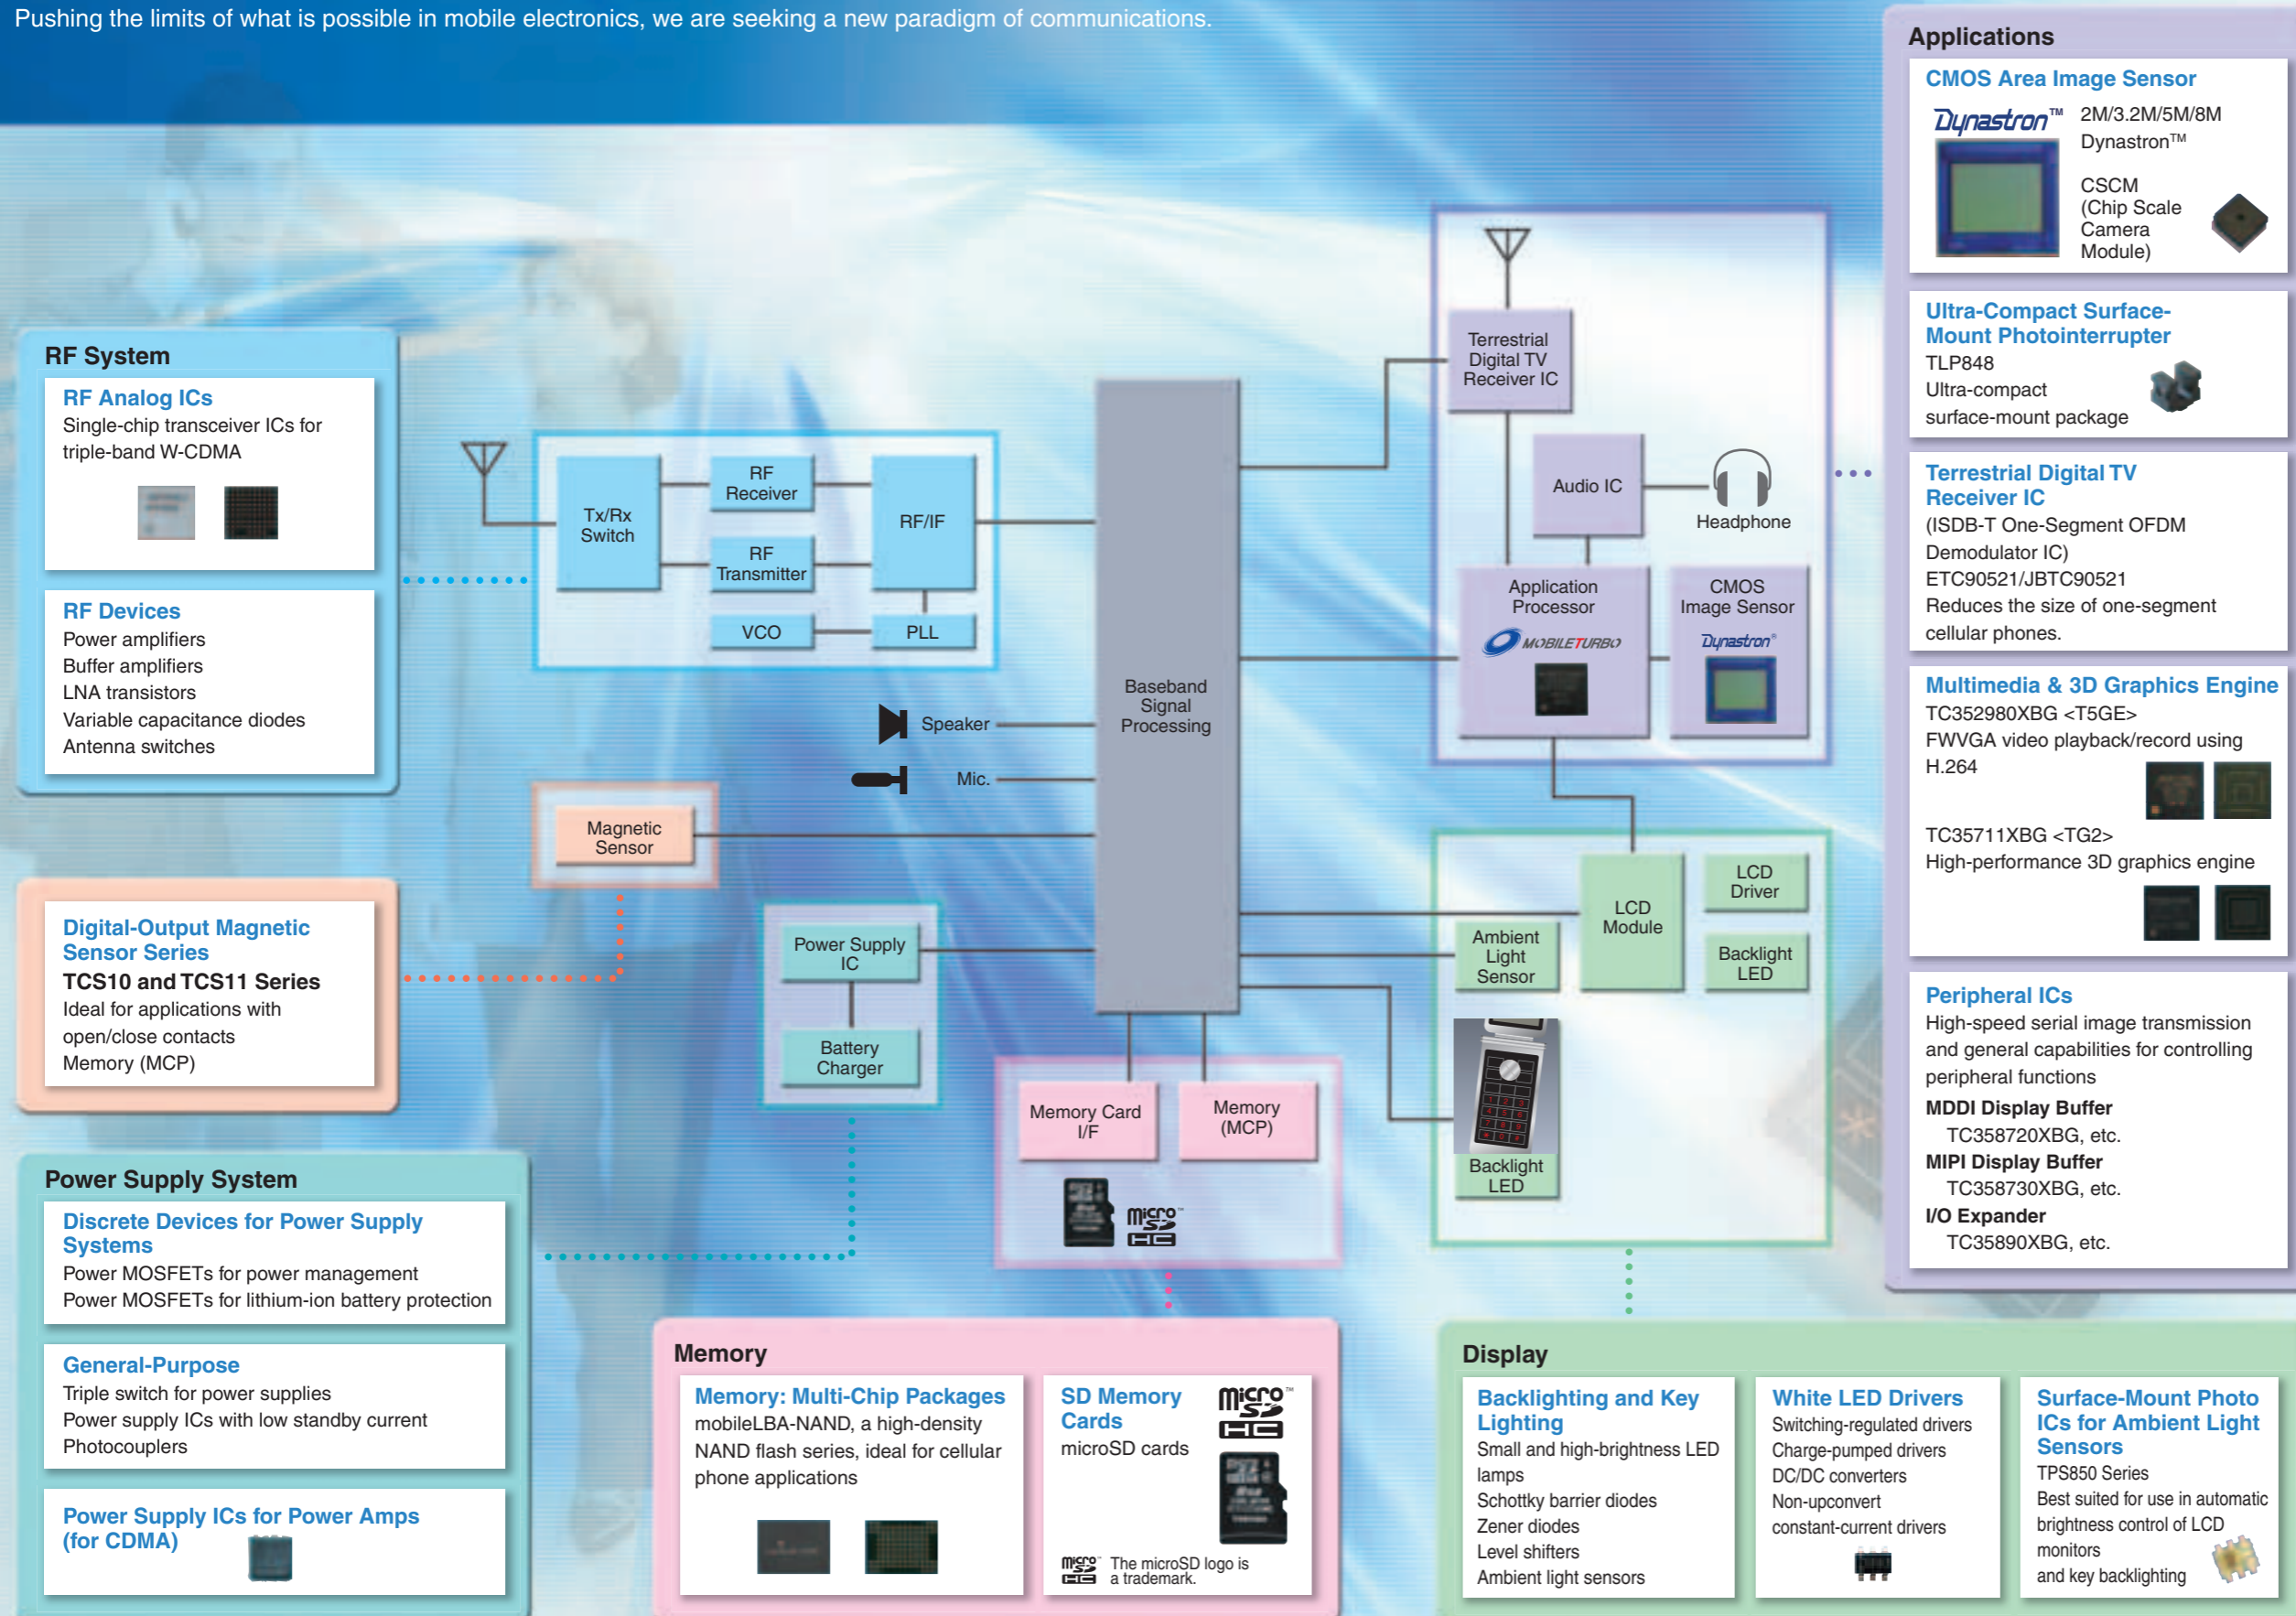 Pushing the limits of what is possible in mobile electronics, we are seeking a new paradigm of communications.
RF System
RF Analog ICs
Single-chip transceiver ICs for
triple-band W-CDMA
RF Devices
Power amplifiers
Buffer amplifiers
LNA transistors
Variable capacitance diodes
Antenna switches
Digital-Output Magnetic
Sensor Series
TCS10 and TCS11 Series
Ideal for applications with
open/close contacts
Memory (MCP)
Power Supply System
Discrete Devices for Power Supply
Systems
Power MOSFETs for power management
Power MOSFETs for lithium-ion battery protection
General-Purpose
Triple switch for power supplies
Power supply ICs with low standby current
Photocouplers
Power Supply ICs for Power Amps
(for CDMA)
Tx/Rx
Switch
RF
Receiver
RF
Transmitter
VCO
RF/IF
PLL
Speaker
Mic.
Magnetic
Sensor
Power Supply
IC
Battery
Charger
Baseband
Signal
Processing
Memory Card
I/F
Memory
(MCP)
micro™
SD
HC
Terrestrial
Digital TV
Receiver IC
Audio IC
Headphone
Application
Processor
MOBILETURBO
CMOS
Image Sensor
Dynastron®
LCD
Module
LCD
Driver
Backlight
LED
Ambient
Light
Sensor
Backlight
LED
Memory
Memory: Multi-Chip Packages
mobileLBA-NAND, a high-density
NAND flash series, ideal for cellular
phone applications
SD Memory
Cards
microSD cards
micro™
SD
HC
micro™
SD
HC
The microSD logo is
a trademark.
Display
Backlighting and Key
Lighting
Small and high-brightness LED
lamps
Schottky barrier diodes
Zener diodes
Level shifters
Ambient light sensors
White LED Drivers
Switching-regulated drivers
Charge-pumped drivers
DC/DC converters
Non-upconvert
constant-current drivers
Surface-Mount Photo
ICs for Ambient Light
Sensors
TPS850 Series
Best suited for use in automatic
brightness control of LCD
monitors
and key backlighting
Applications
CMOS Area Image Sensor
Dynastron™
2M/3.2M/5M/8M
Dynastron™
CSCM
(Chip Scale
Camera
Module)
Ultra-Compact Surface-
Mount Photointerrupter
TLP848
Ultra-compact
surface-mount package
Terrestrial Digital TV
Receiver IC
(ISDB-T One-Segment OFDM
Demodulator IC)
ETC90521/JBTC90521
Reduces the size of one-segment
cellular phones.
Multimedia & 3D Graphics Engine
TC352980XBG <T5GE>
FWVGA video playback/record using
H.264
TC35711XBG <TG2>
High-performance 3D graphics engine
Peripheral ICs
High-speed serial image transmission
and general capabilities for controlling
peripheral functions
MDDI Display Buffer
TC358720XBG, etc.
MIPI Display Buffer
TC358730XBG, etc.
I/O Expander
TC35890XBG, etc.